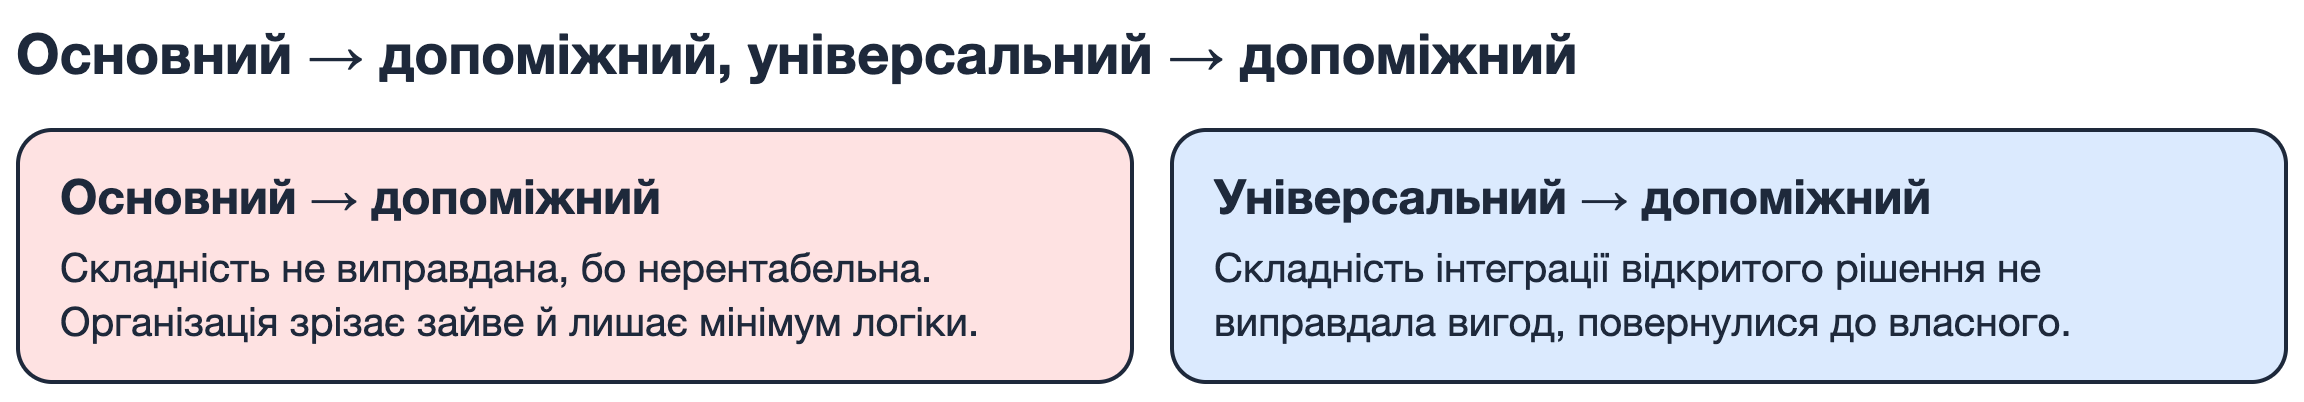 Основний → допоміжний, універсальний → допоміжний
Основний → допоміжний
Складність не виправдана, бо нерентабельна.
Організація зрізає зайве й лишає мінімум логіки.
Універсальний → допоміжний
Складність інтеграції відкритого рішення не
виправдала вигод, повернулися до власного.